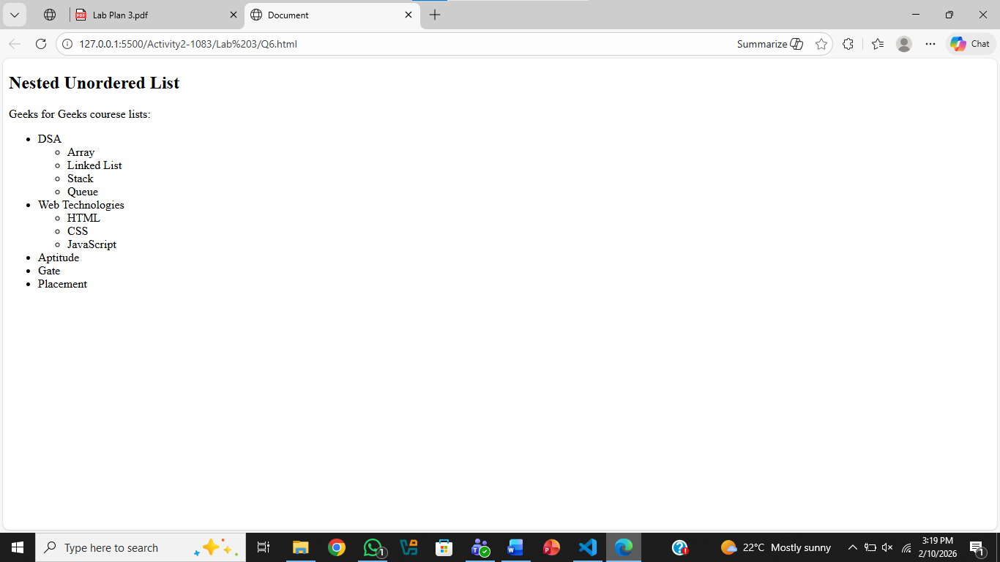 Lab Plan 3.pdf
Document
127.0.0.1:5500/Activity2-1083/Lab%203/Q6.html
Summarize
Chat
Nested Unordered List
Geeks for Geeks courese lists:
DSA
Array
Linked List
Stack
Queue
Web Technologies
HTML
CSS
JavaScript
Aptitude
Gate
Placement
Type here to search
1
22°C Mostly sunny
3:19 PM
2/10/2026
1